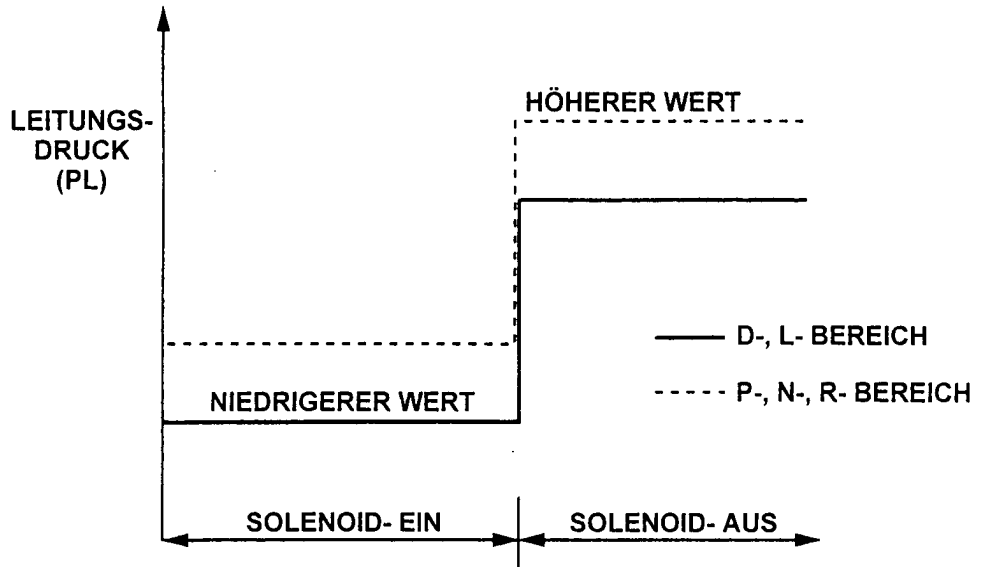 HÖHERER WERT
LEITUNGS-
DRUCK
(PL)
D-, L- BEREICH
NIEDRIGERER WERT
P-, N-, R- BEREICH
SOLENOID- EIN
SOLENOID- AUS